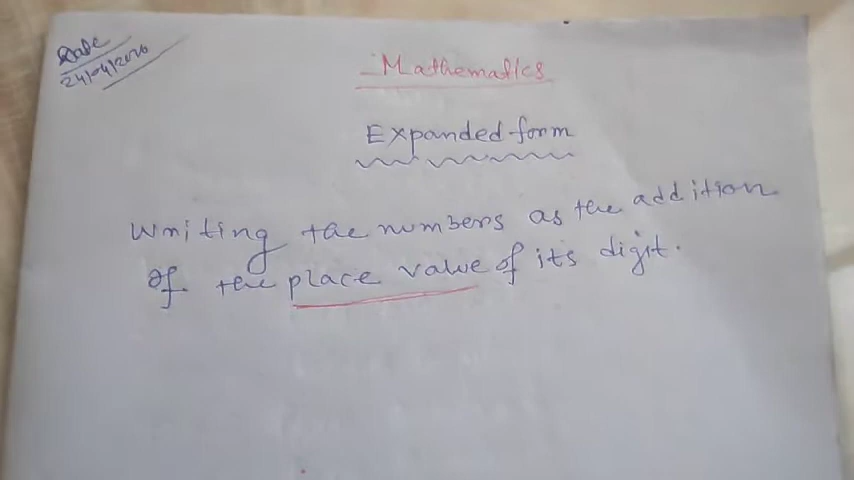 Date
24/04/2020
Mathematics
Expanded form
Writing the numbers as the addition
of the place value of its digit.